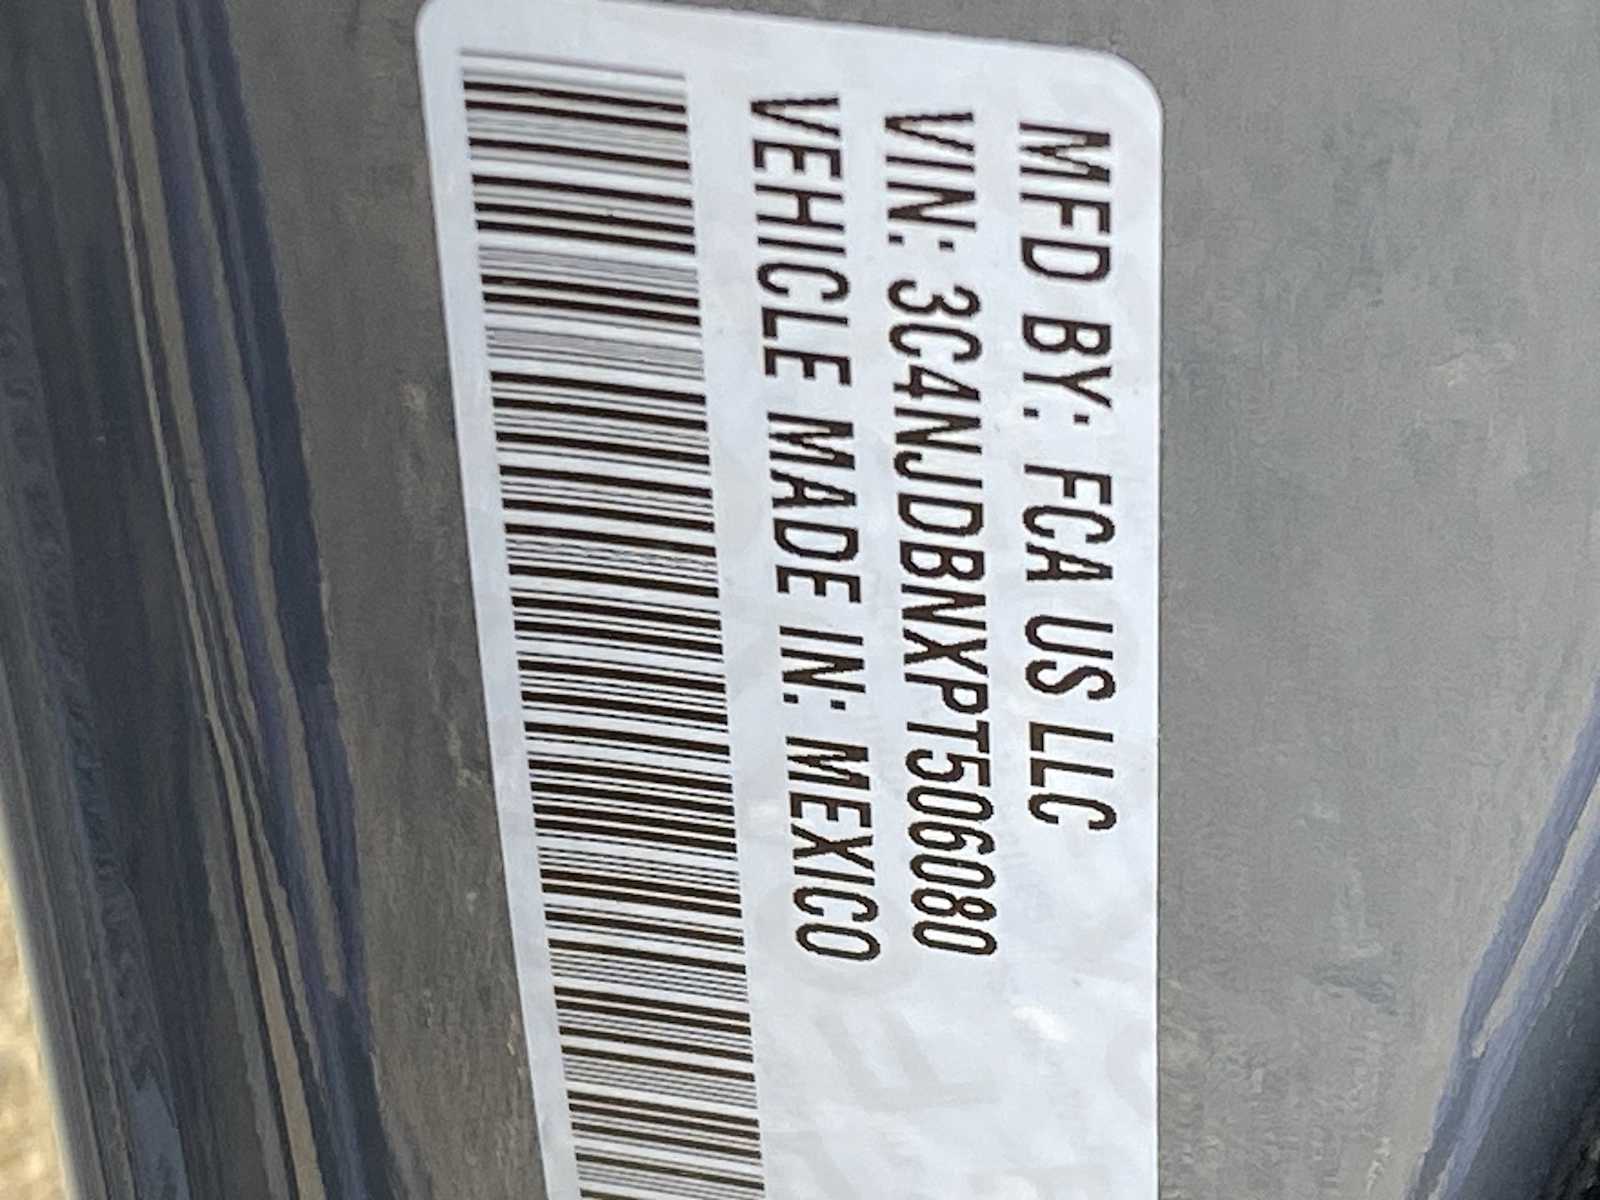 MFD BY: FCA US LLC
VIN: 3C4NJDBNXPT506080
VEHICLE MADE IN: MEXICO